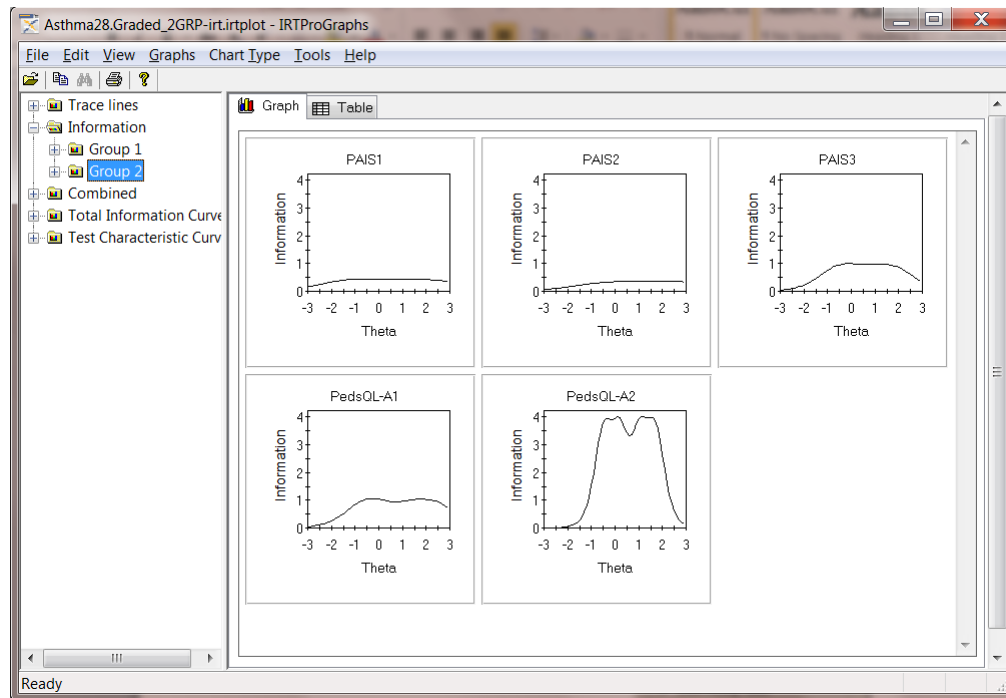 Asthma28.Graded_2GRP-irt.irtplot - IRTProGraphs
File Edit View Graphs Chart Type Tools Help
Trace lines
Information
Group 1
Group 2
Combined
Total Information Curve
Test Characteristic Curv
Graph Table
PAIS1
Information
4
3
2
1
0
-3 -2 -1 0 1 2 3
Theta
PAIS2
Information
4
3
2
1
0
-3 -2 -1 0 1 2 3
Theta
PAIS3
Information
4
3
2
1
0
-3 -2 -1 0 1 2 3
Theta
PedsQL-A1
Information
4
3
2
1
0
-3 -2 -1 0 1 2 3
Theta
PedsQL-A2
Information
4
3
2
1
0
-3 -2 -1 0 1 2 3
Theta
Ready